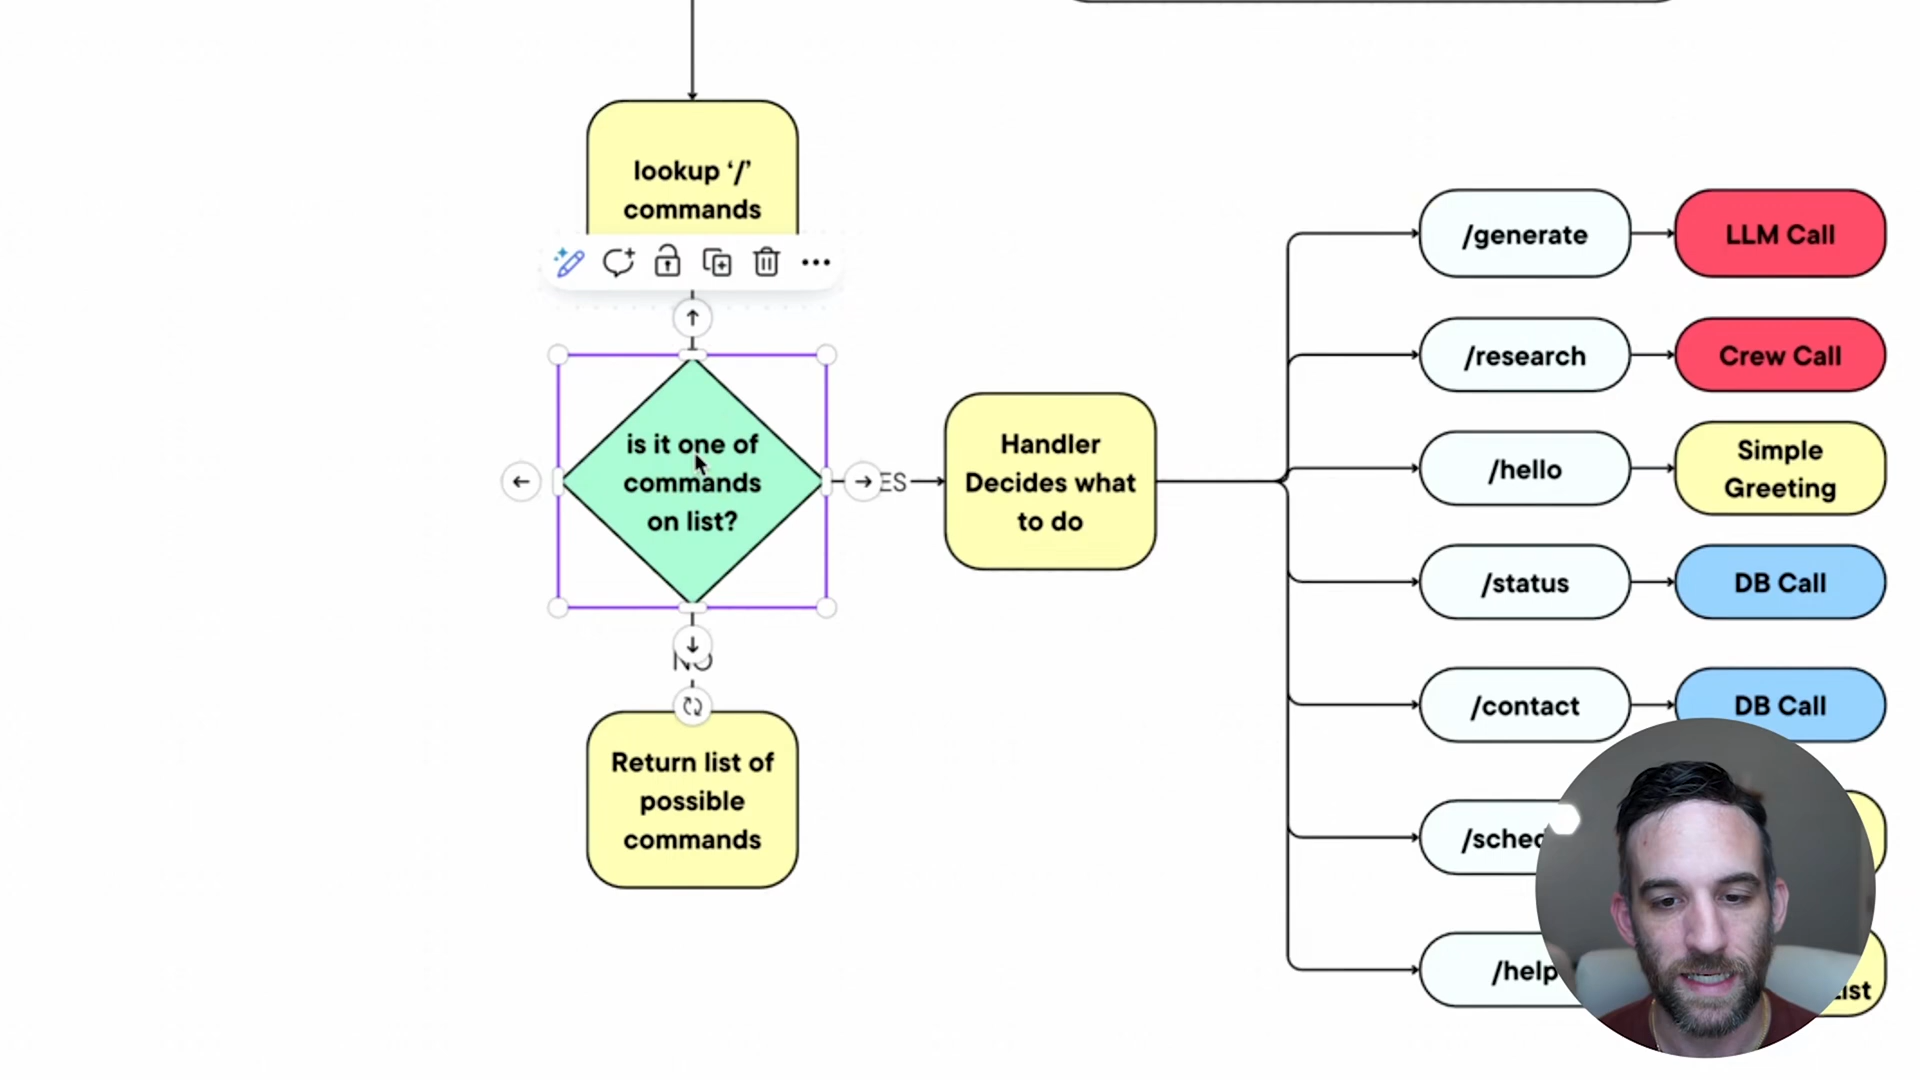 lookup ‘/’
commands
is it one of
commands
on list?
ES
NO
Return list of
possible
commands
Handler
Decides what
to do
/generate
LLM Call
/research
Crew Call
/hello
Simple
Greeting
/status
DB Call
/contact
DB Call
/sched
/help
List